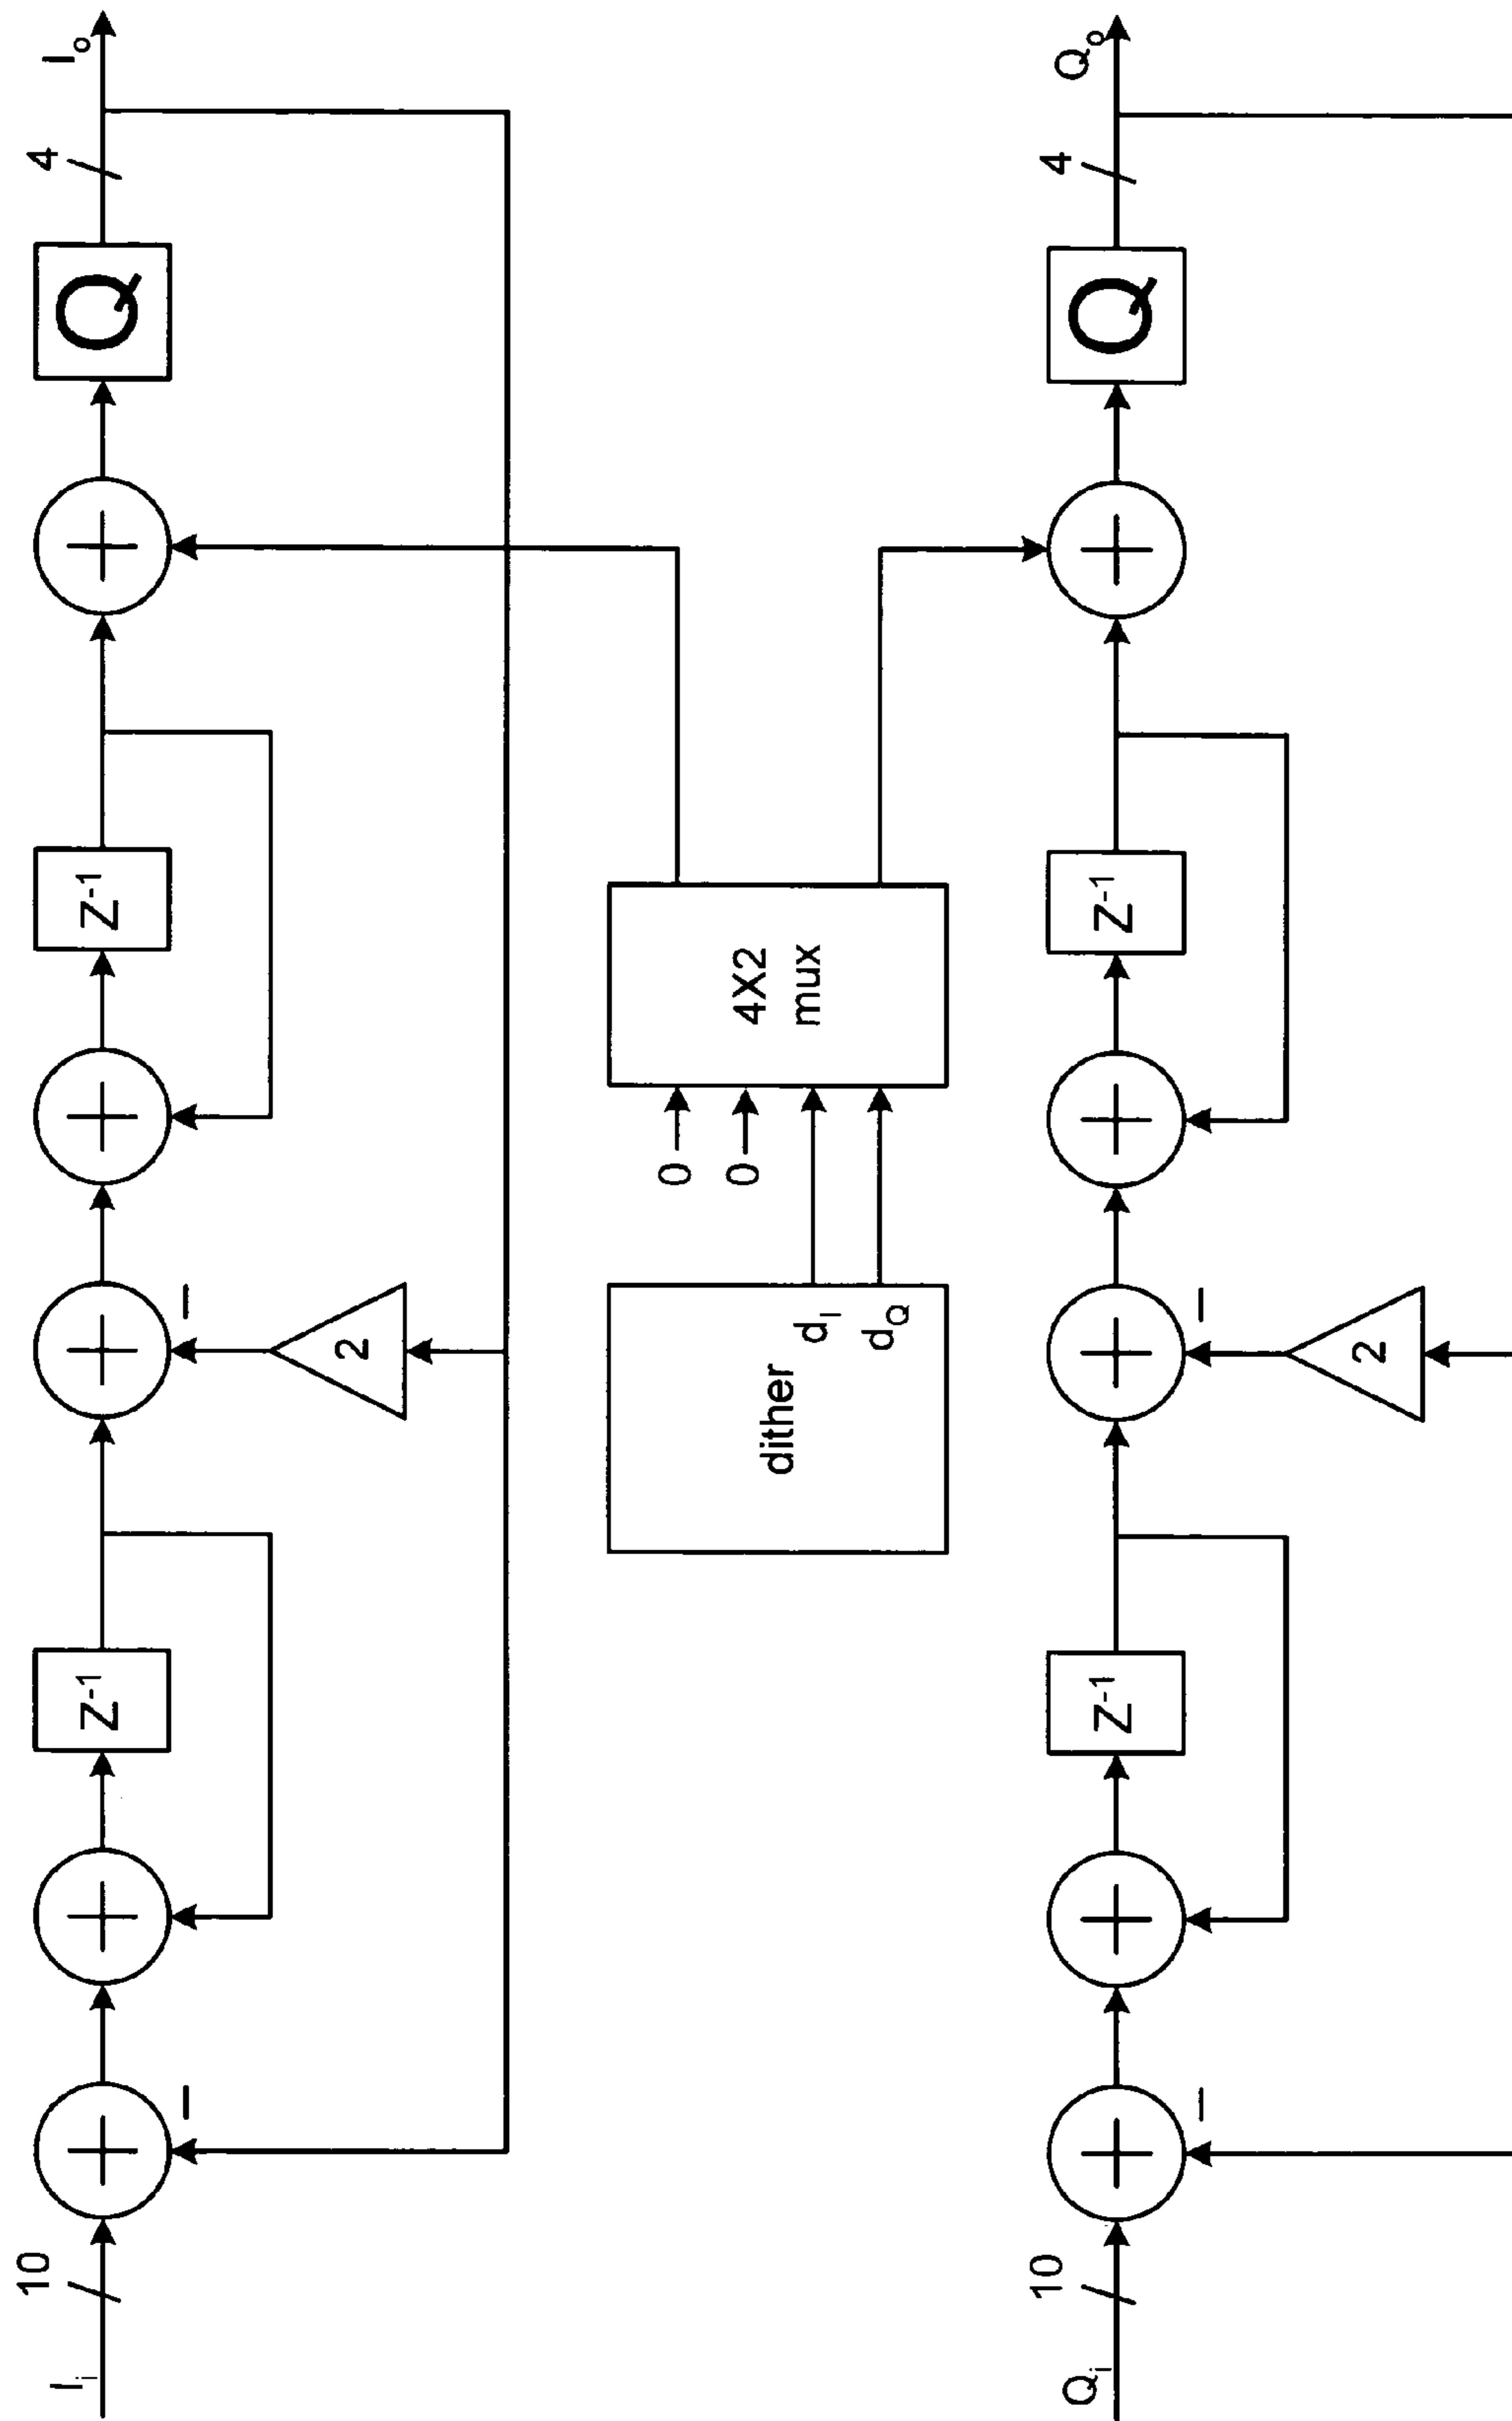 I_i
10
+
−
+
Z^-1
+
−
2
+
Z^-1
+
Q
4
I_o
dither
d_I
d_Q
0
0
4X2
mux
Q_i
10
+
−
+
Z^-1
+
−
2
+
Z^-1
+
Q
4
Q_o